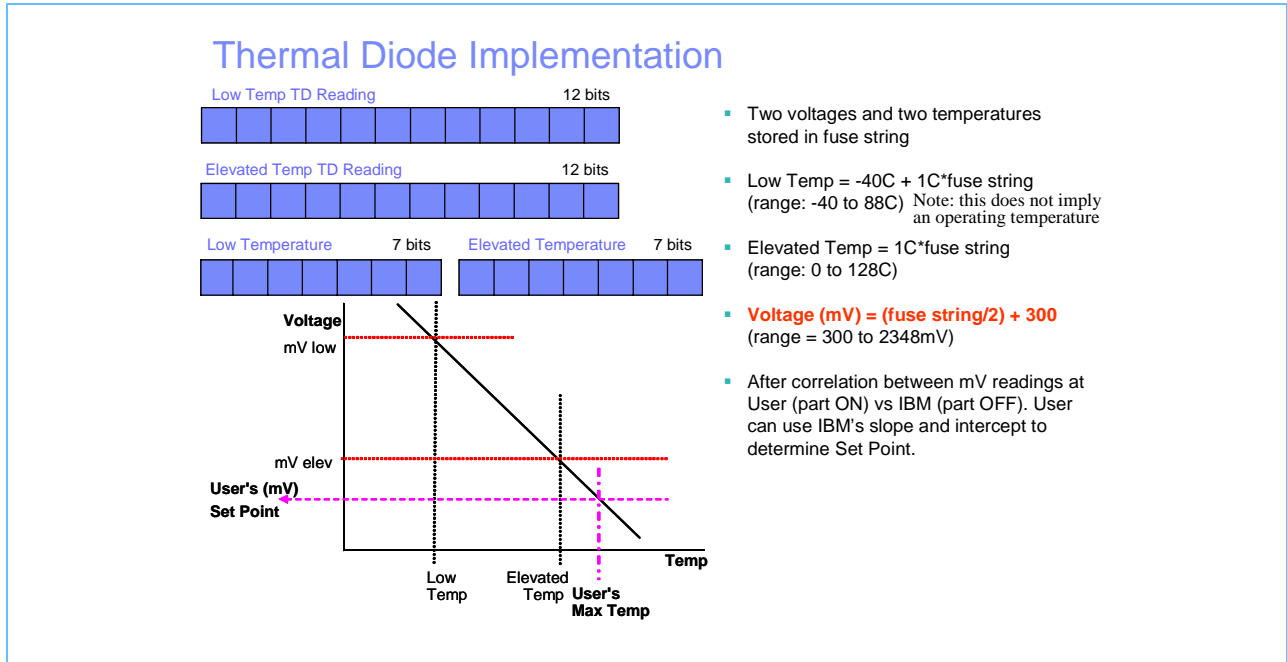 Thermal Diode Implementation
Low Temp TD Reading 12 bits
Elevated Temp TD Reading 12 bits
Low Temperature 7 bits Elevated Temperature 7 bits
Voltage
mV low
mV elev
User's (mV)
Set Point
Temp
Low
Temp
Elevated
Temp
User's
Max Temp
▪ Two voltages and two temperatures
stored in fuse string
▪ Low Temp = -40C + 1C*fuse string
(range: -40 to 88C) Note: this does not imply
an operating temperature
▪ Elevated Temp = 1C*fuse string
(range: 0 to 128C)
▪ Voltage (mV) = (fuse string/2) + 300
(range = 300 to 2348mV)
▪ After correlation between mV readings at
User (part ON) vs IBM (part OFF). User
can use IBM's slope and intercept to
determine Set Point.